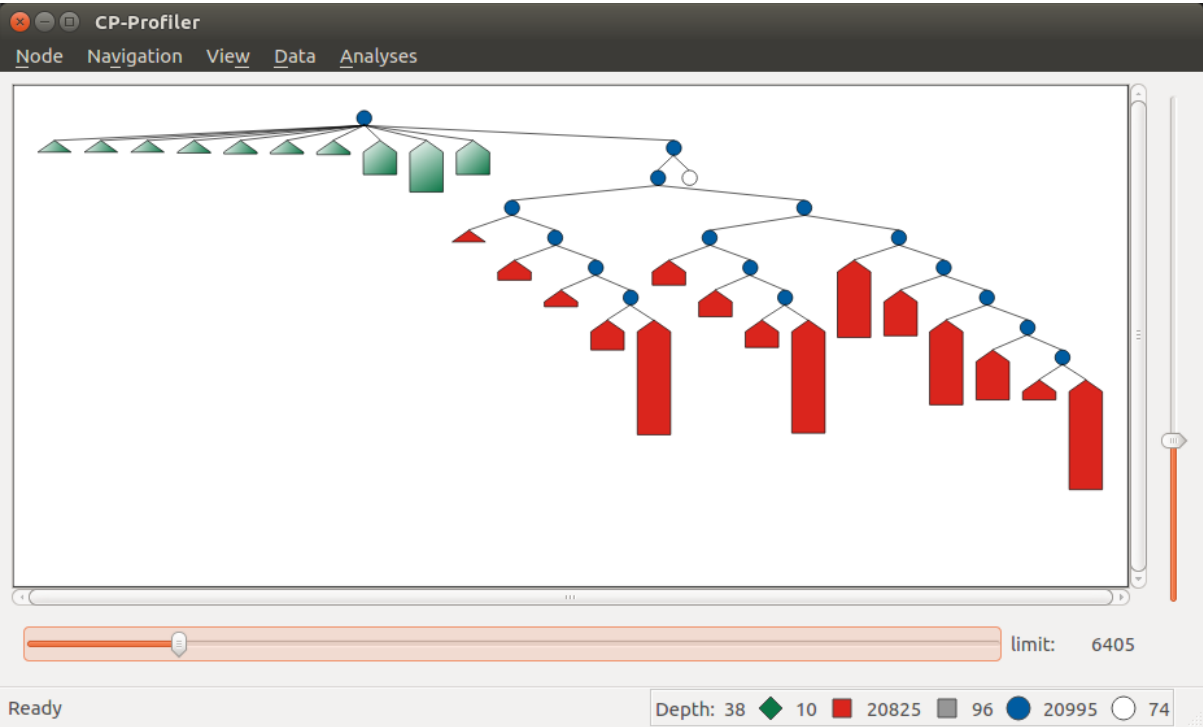 CP-Profiler
Node Navigation View Data Analyses
limit: 6405
Ready
Depth: 38 10 20825 96 20995 74